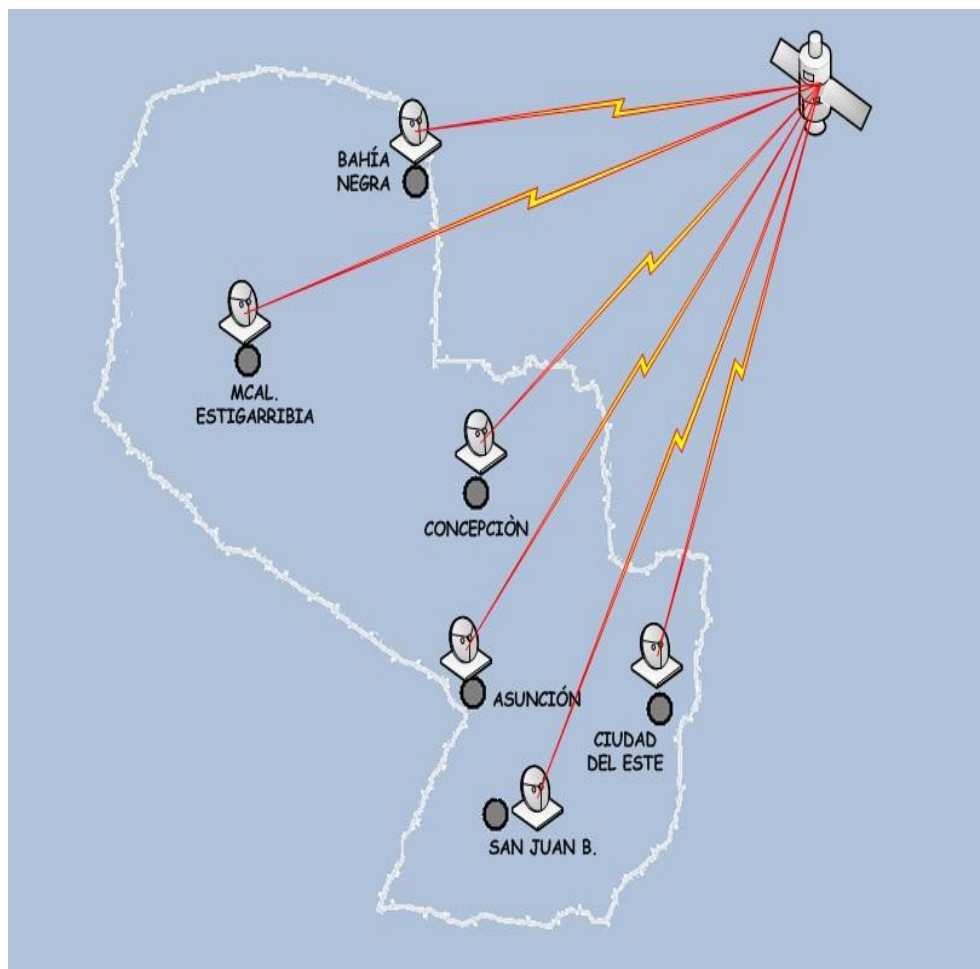 BAHÍA
NEGRA
MCAL.
ESTIGARRIBIA
CONCEPCIÒN
ASUNCIÓN
CIUDAD
DEL ESTE
SAN JUAN B.